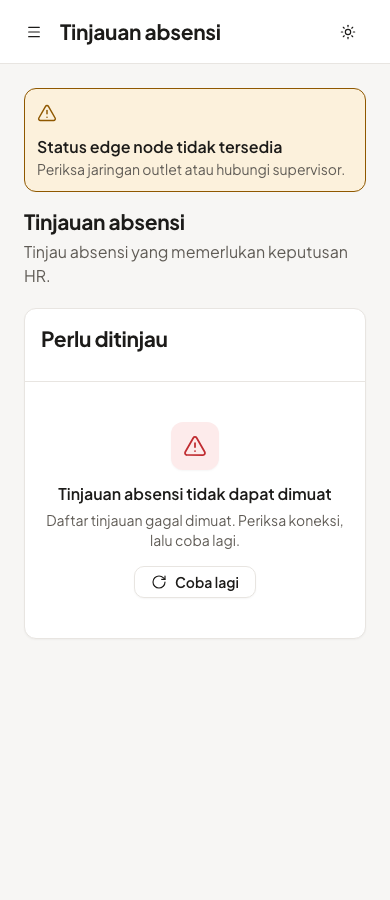 Tinjauan absensi
Status edge node tidak tersedia
Periksa jaringan outlet atau hubungi supervisor.
Tinjauan absensi
Tinjau absensi yang memerlukan keputusan
HR.
Perlu ditinjau
Tinjauan absensi tidak dapat dimuat
Daftar tinjauan gagal dimuat. Periksa koneksi,
lalu coba lagi.
Coba lagi